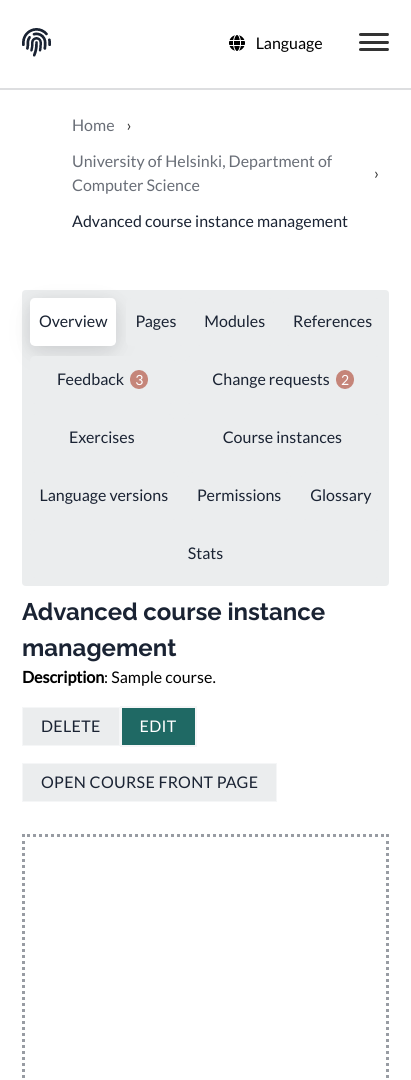 Language
Home ›
University of Helsinki, Department of
Computer Science ›
Advanced course instance management
Overview Pages Modules References
Feedback 3 Change requests 2
Exercises Course instances
Language versions Permissions Glossary
Stats
Advanced course instance
management
Description: Sample course.
DELETE EDIT
OPEN COURSE FRONT PAGE